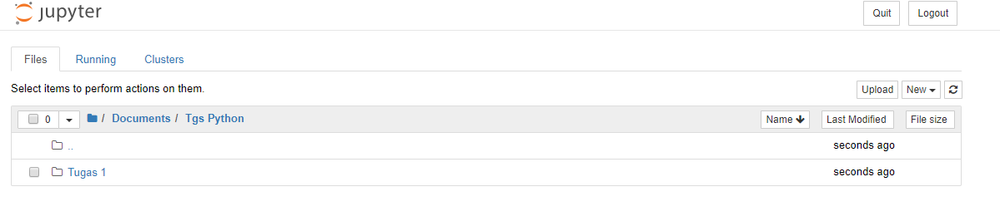 jupyter Quit Logout
Files Running Clusters
Select items to perform actions on them. Upload New
0 / Documents / Tgs Python Name Last Modified File size
.. seconds ago
Tugas 1 seconds ago